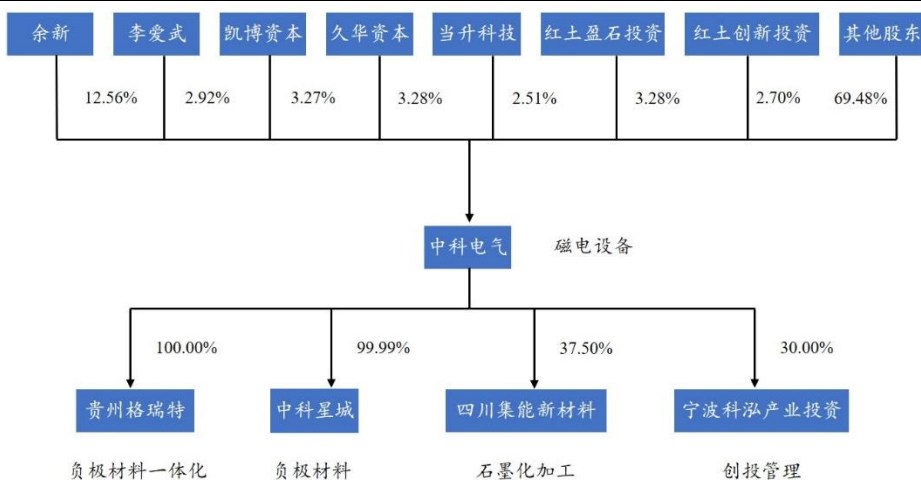 余新 李爱武 凯博资本 久华资本 当升科技 红土盈石投资 红土创新投资 其他股东
12.56% 2.92% 3.27% 3.28% 2.51% 3.28% 2.70% 69.48%
中科电气 磁电设备
100.00% 99.99% 37.50% 30.00%
贵州格瑞特 中科星城 四川集能新材料 宁波科泓产业投资
负极材料一体化 负极材料 石墨化加工 创投管理